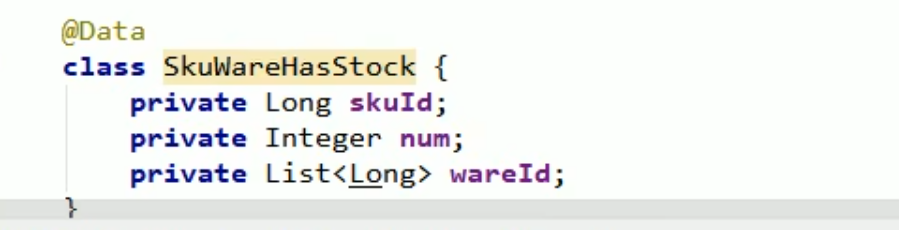 @Data
class SkuWareHasStock {
    private Long skuId;
    private Integer num;
    private List<Long> wareId;
}